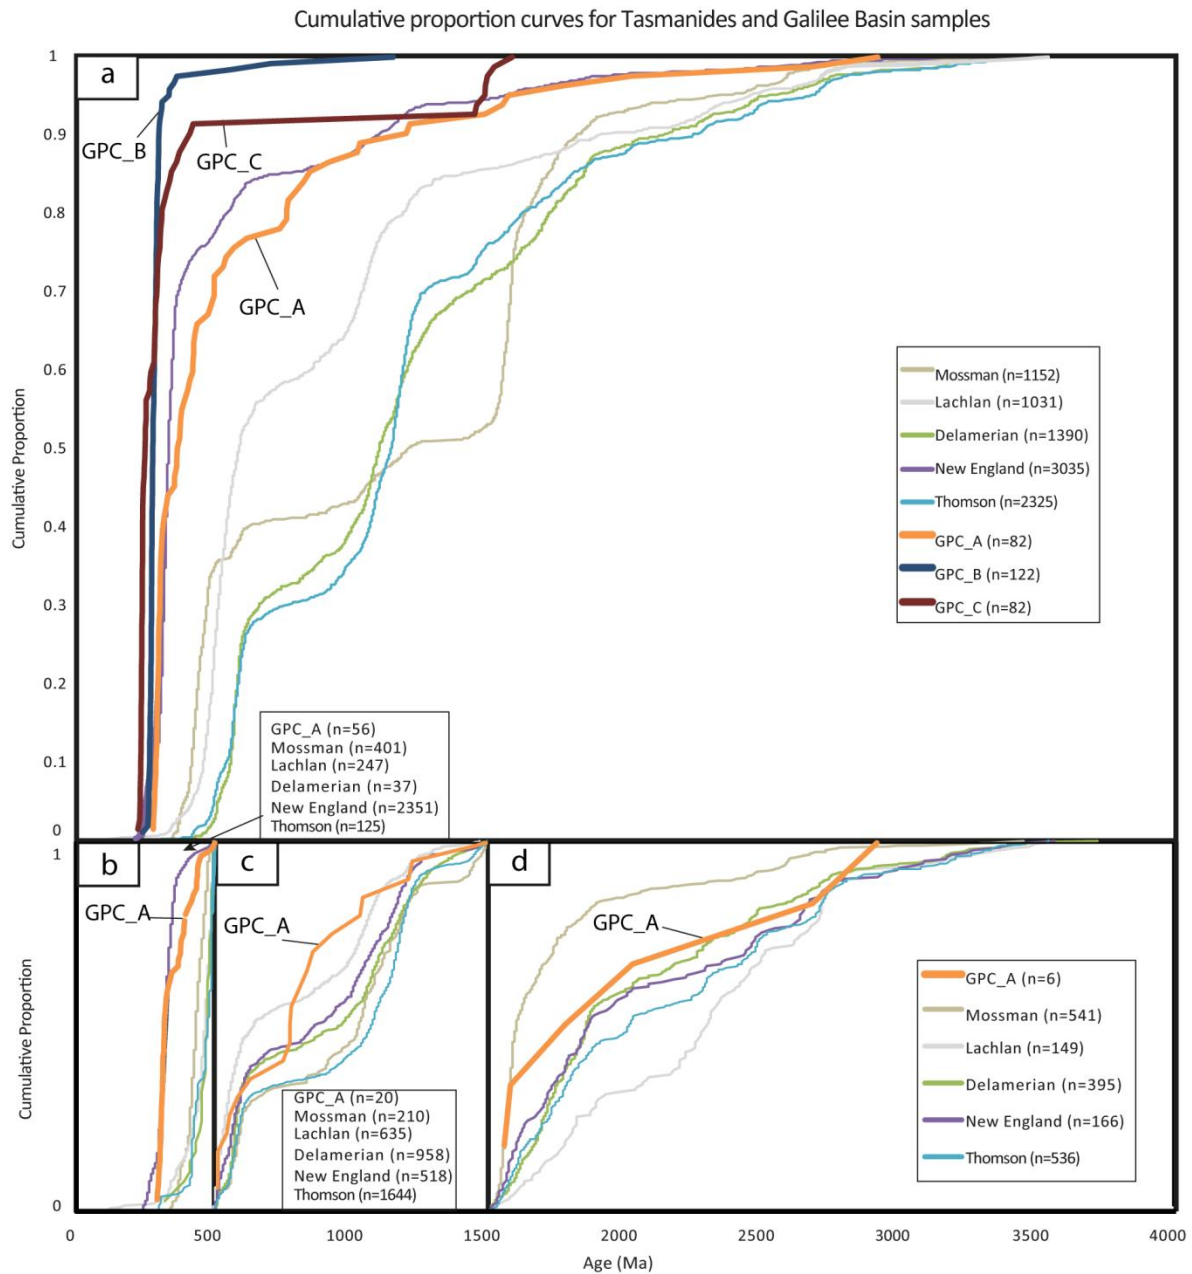 Cumulative proportion curves for Tasmanides and Galilee Basin samples
a
1
0.9
0.8
0.7
0.6
0.5
0.4
0.3
0.2
0.1
0
Cumulative Proportion
GPC_B
GPC_C
GPC_A
Mossman (n=1152)
Lachlan (n=1031)
Delamerian (n=1390)
New England (n=3035)
Thomson (n=2325)
GPC_A (n=82)
GPC_B (n=122)
GPC_C (n=82)
GPC_A (n=56)
Mossman (n=401)
Lachlan (n=247)
Delamerian (n=37)
New England (n=2351)
Thomson (n=125)
b
c
d
1
0
Cumulative Proportion
GPC_A
GPC_A
GPC_A
GPC_A (n=20)
Mossman (n=210)
Lachlan (n=635)
Delamerian (n=958)
New England (n=518)
Thomson (n=1644)
GPC_A (n=6)
Mossman (n=541)
Lachlan (n=149)
Delamerian (n=395)
New England (n=166)
Thomson (n=536)
0 500 1000 1500 2000 2500 3000 3500 4000
Age (Ma)